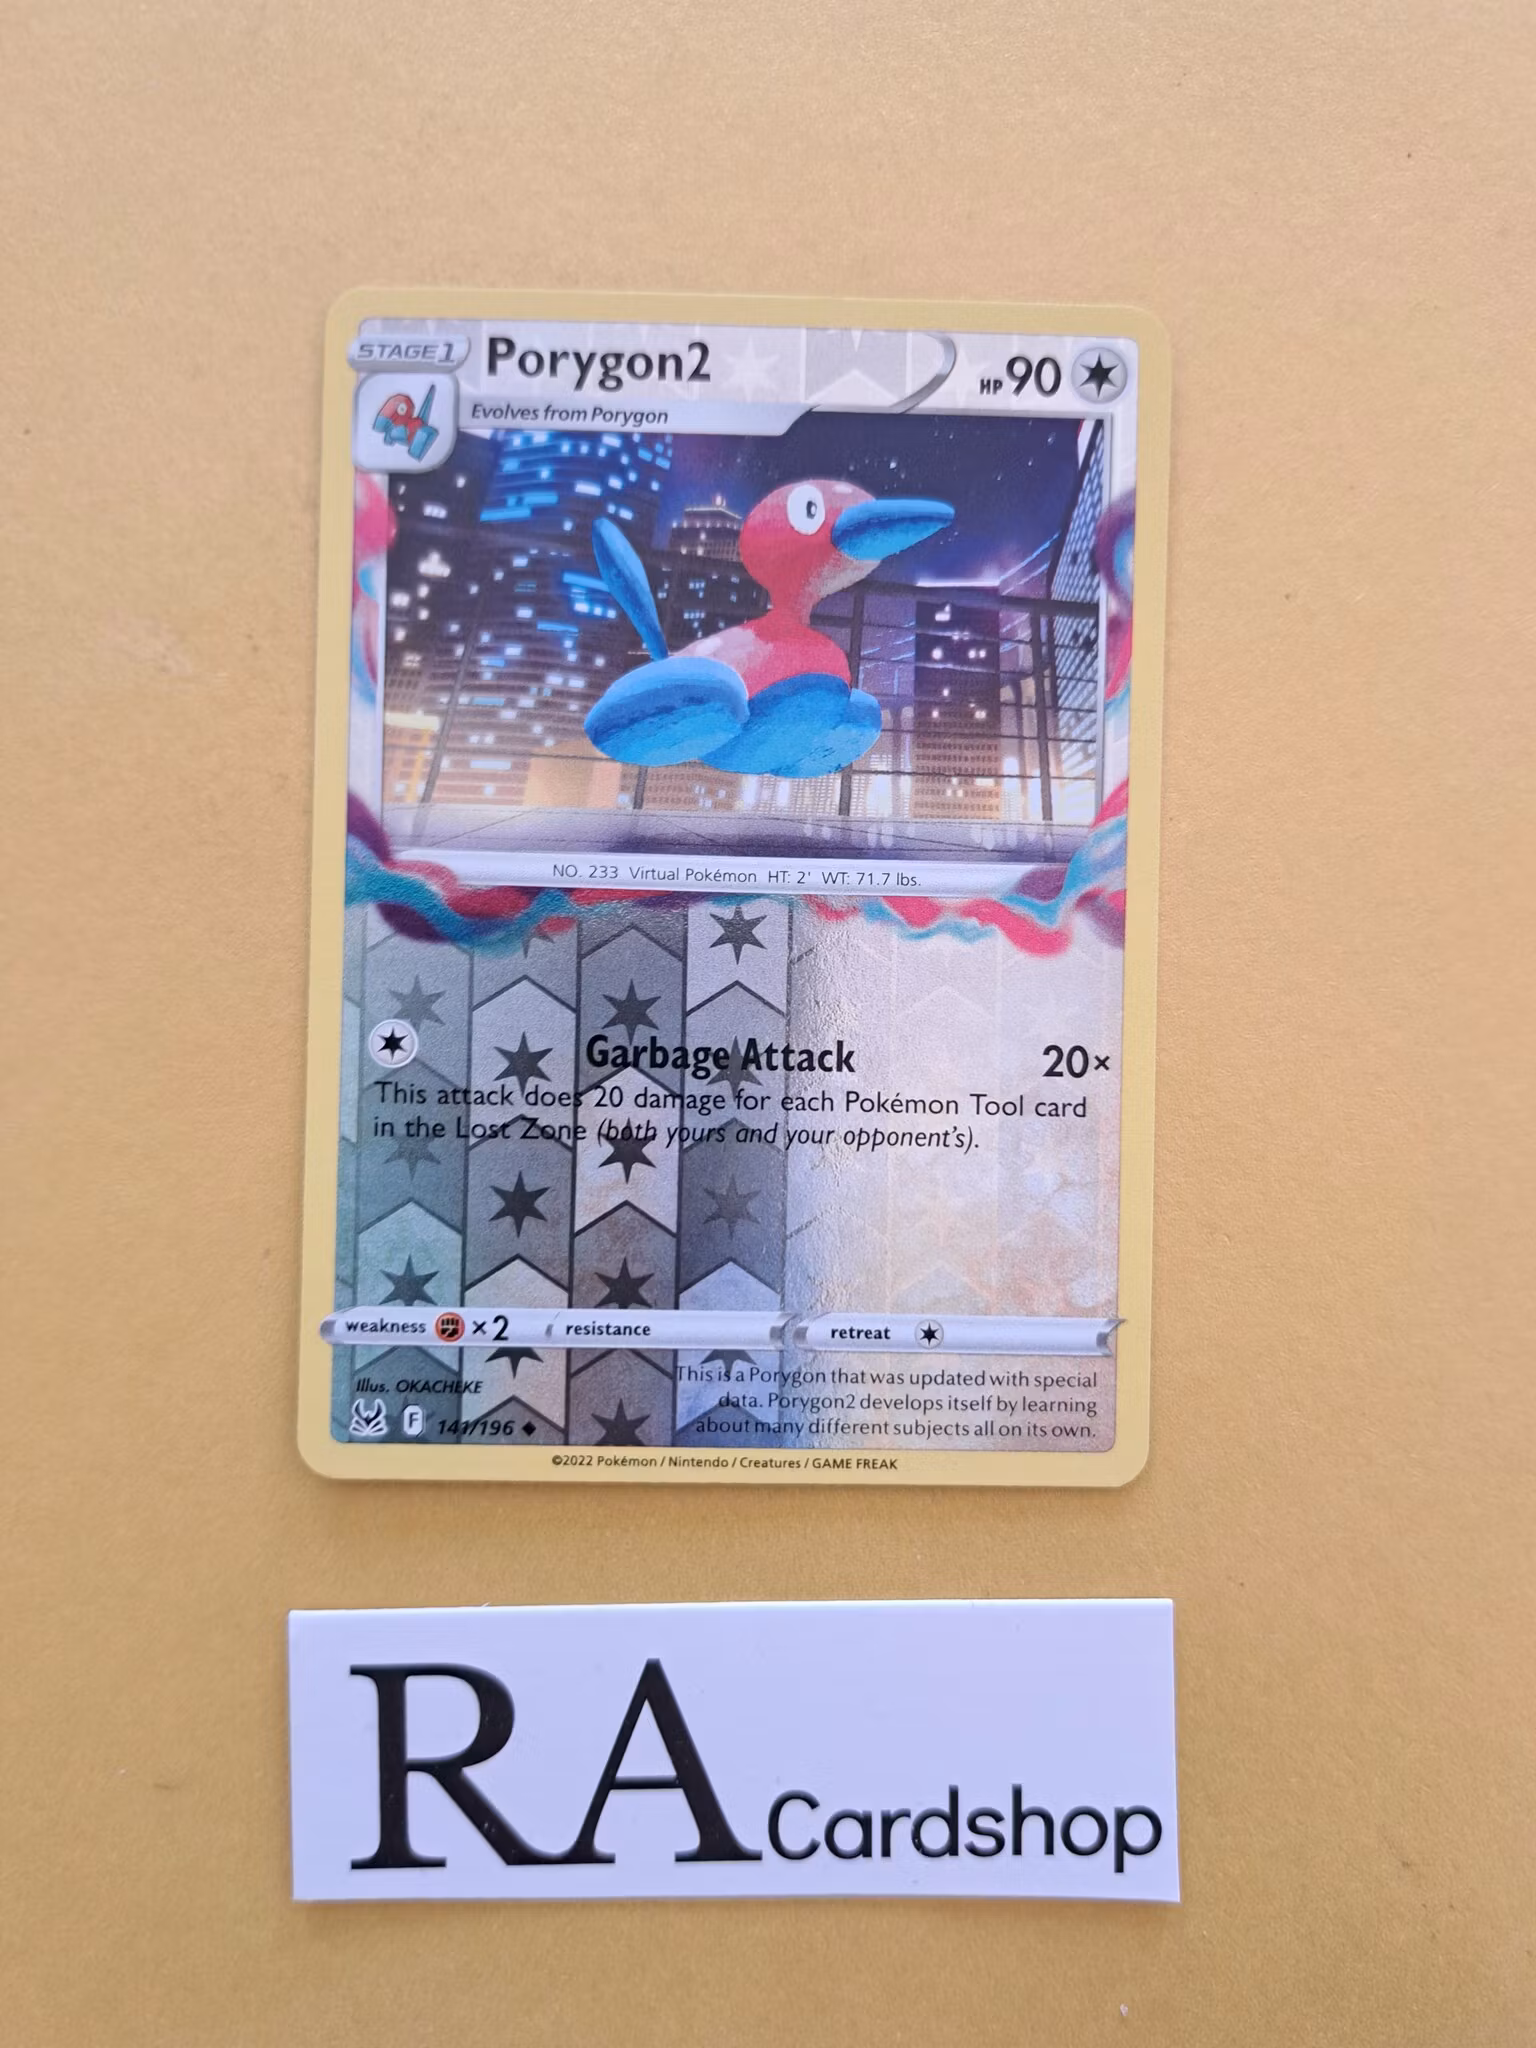 STAGE 1
Porygon2
HP 90
Evolves from Porygon
NO. 233 Virtual Pokémon HT: 2' WT: 71.7 lbs.
Garbage Attack 20×
This attack does 20 damage for each Pokémon Tool card
in the Lost Zone (both yours and your opponent's).
weakness ×2 resistance retreat
Illus. OKACHEKE
F 141/196
This is a Porygon that was updated with special
data. Porygon2 develops itself by learning
about many different subjects all on its own.
©2022 Pokémon / Nintendo / Creatures / GAME FREAK
RA Cardshop